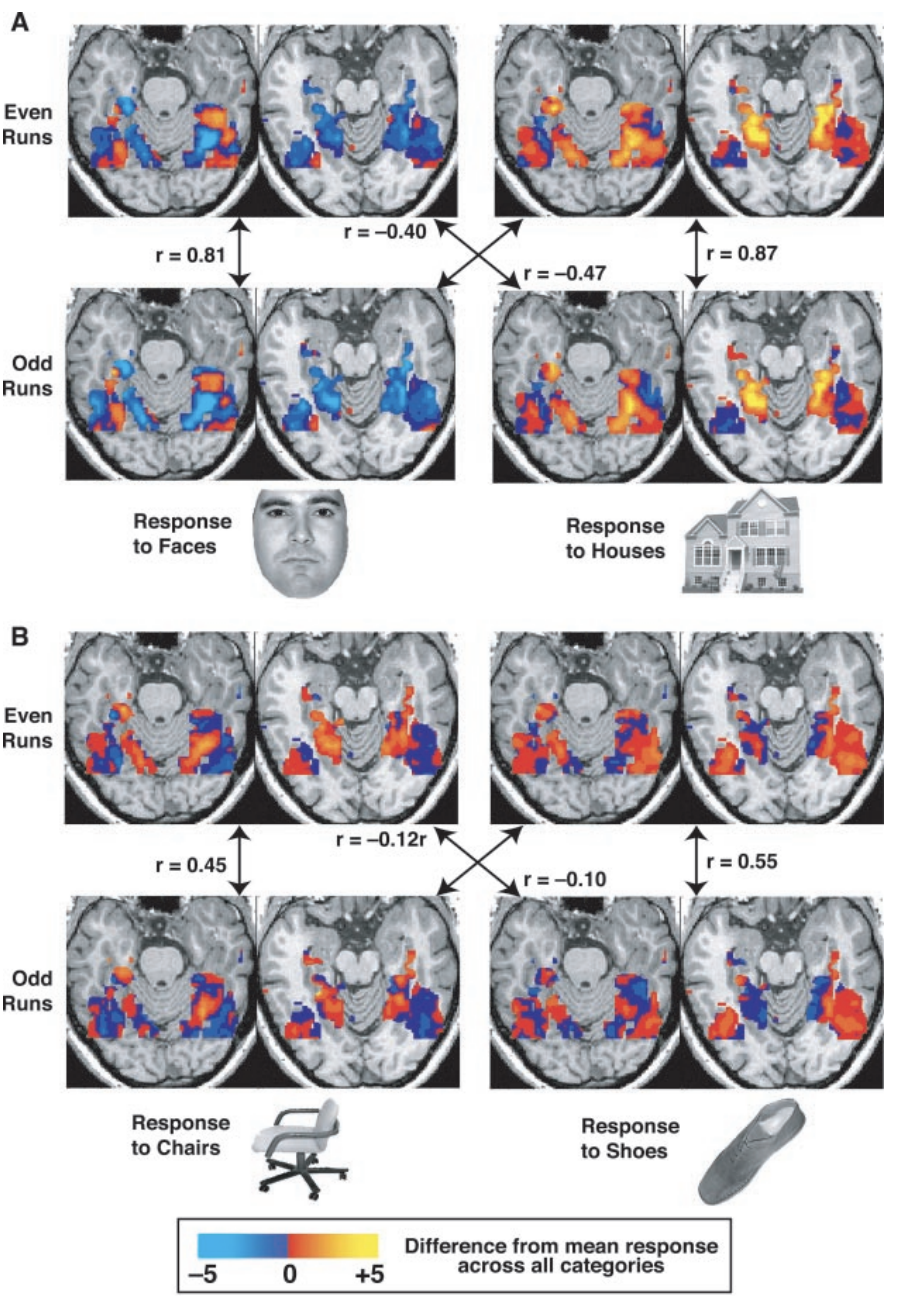 A
Even
Runs
r = 0.81
r = –0.40
r = –0.47
r = 0.87
Odd
Runs
Response
to Faces
Response
to Houses
B
Even
Runs
r = 0.45
r = –0.12r
r = –0.10
r = 0.55
Odd
Runs
Response
to Chairs
Response
to Shoes
–5 0 +5
Difference from mean response
across all categories